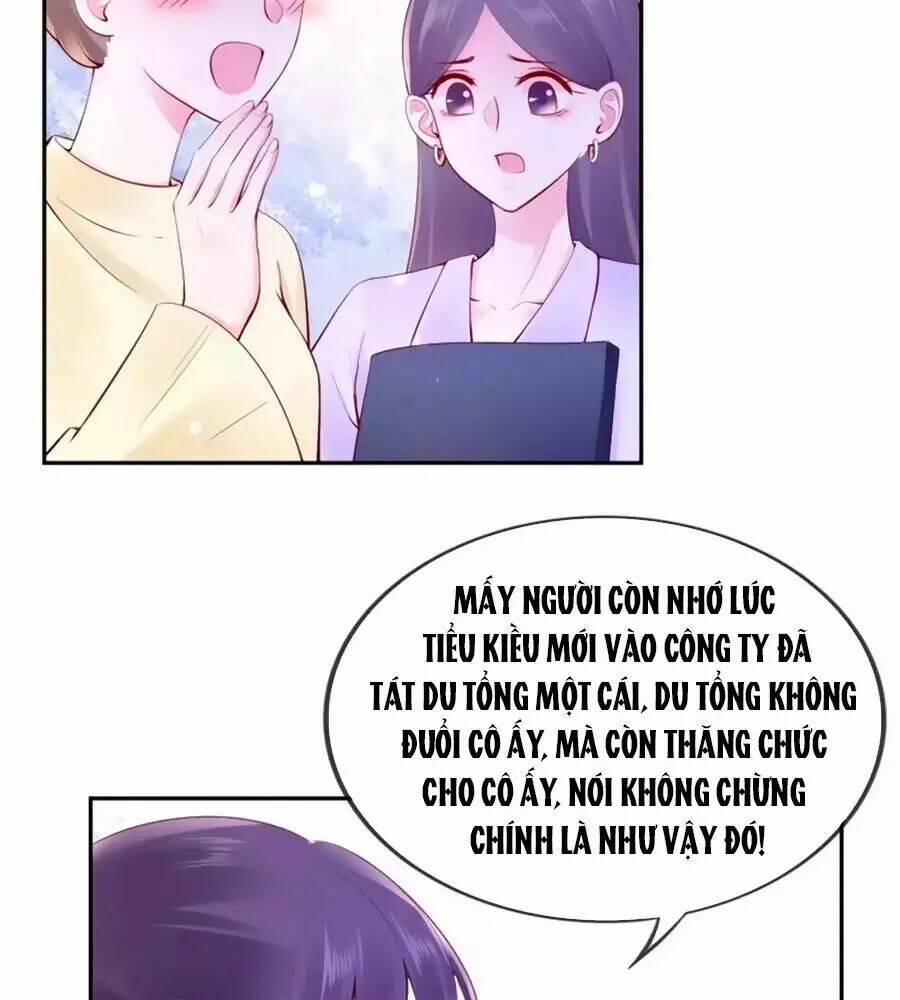 MẤY NGƯỜI CÒN NHỚ LÚC
TIỂU KIỀU MỚI VÀO CÔNG TY ĐÃ
TÁT DU TỔNG MỘT CÁI, DU TỔNG KHÔNG
ĐUỔI CÔ ẤY, MÀ CÒN THĂNG CHỨC
CHO CÔ ẤY, NÓI KHÔNG CHỪNG
CHÍNH LÀ NHƯ VẬY ĐÓ!